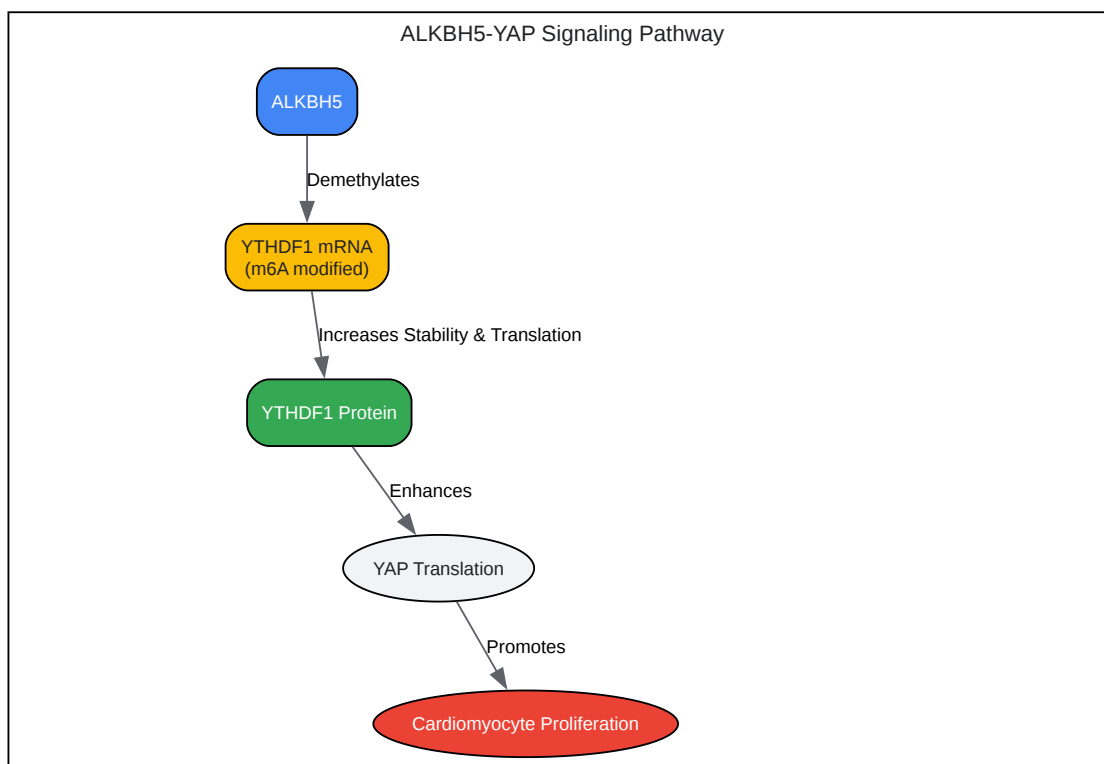 ALKBH5-YAP Signaling Pathway
ALKBH5
Demethylates
YTHDF1 mRNA
(m6A modified)
Increases Stability & Translation
YTHDF1 Protein
Enhances
YAP Translation
Promotes
Cardiomyocyte Proliferation